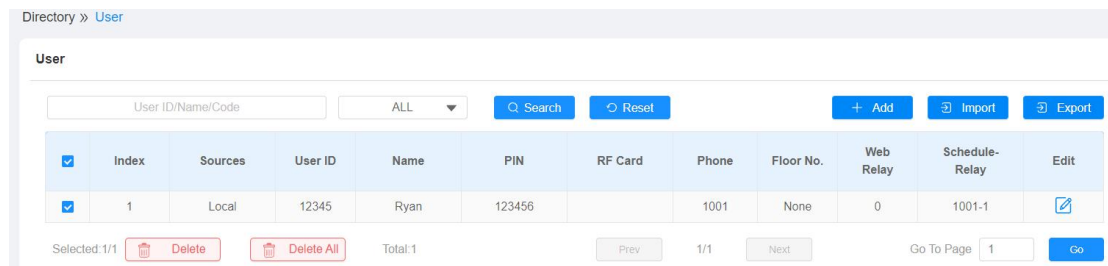 Directory » User
User
User ID/Name/Code ALL Search Reset + Add Import Export
Index Sources User ID Name PIN RF Card Phone Floor No. Web Relay Schedule-Relay Edit
1 Local 12345 Ryan 123456 1001 None 0 1001-1
Selected:1/1 Delete Delete All Total:1 Prev 1/1 Next Go To Page 1 Go